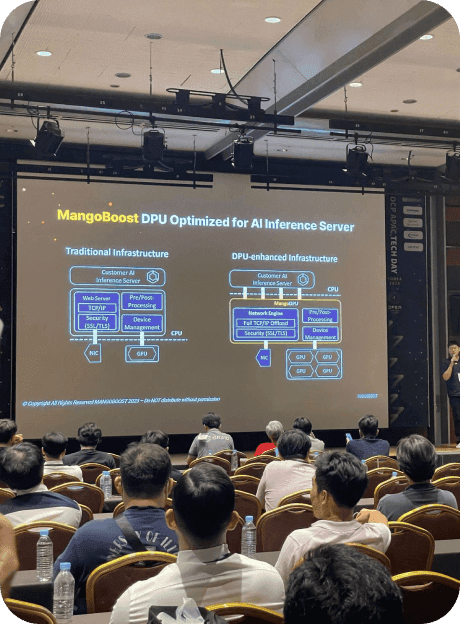 MangoBoost DPU Optimized for AI Inference Server
Traditional Infrastructure
Customer AI
Inference Server
Web Server
TCP/IP
Security
(SSL/TLS)
Pre/Post-
Processing
Device
Management
CPU
NIC
GPU
DPU-enhanced Infrastructure
Customer AI
Inference Server
CPU
MangoDPU
Network Engine
Full TCP/IP Offload
Security (SSL/TLS)
Pre/Post-
Processing
Device
Management
NIC
GPU
GPU
GPU
GPU
© Copyright All Rights Reserved MANGOBOOST 2023 – Do NOT distribute without permission
OCP APAC TECH DAY